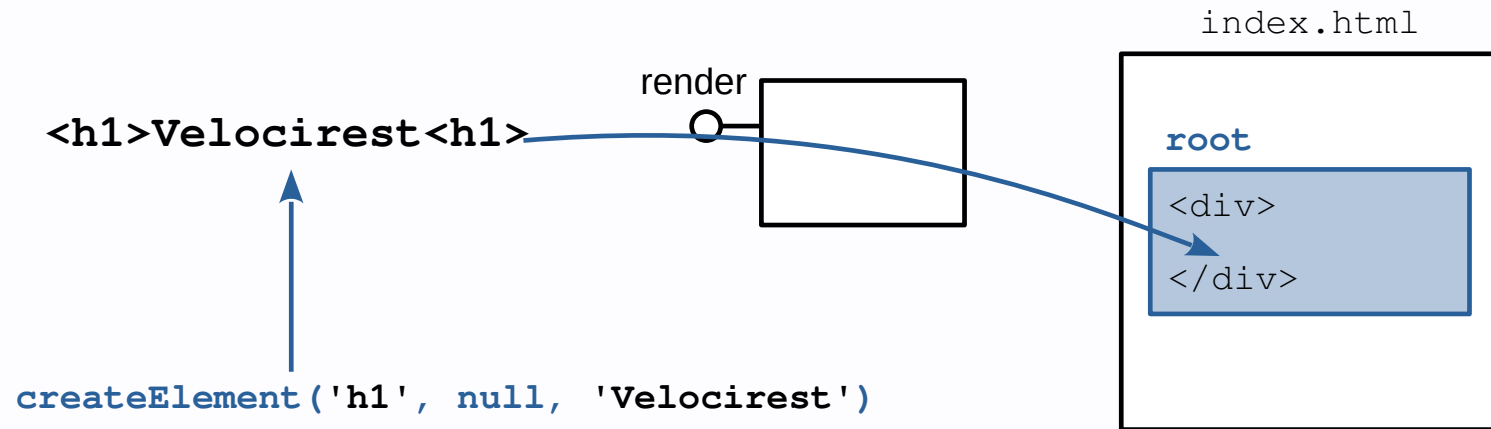 index.html
render
<h1>Velocirest<h1>
root
<div>
</div>
createElement('h1', null, 'Velocirest')